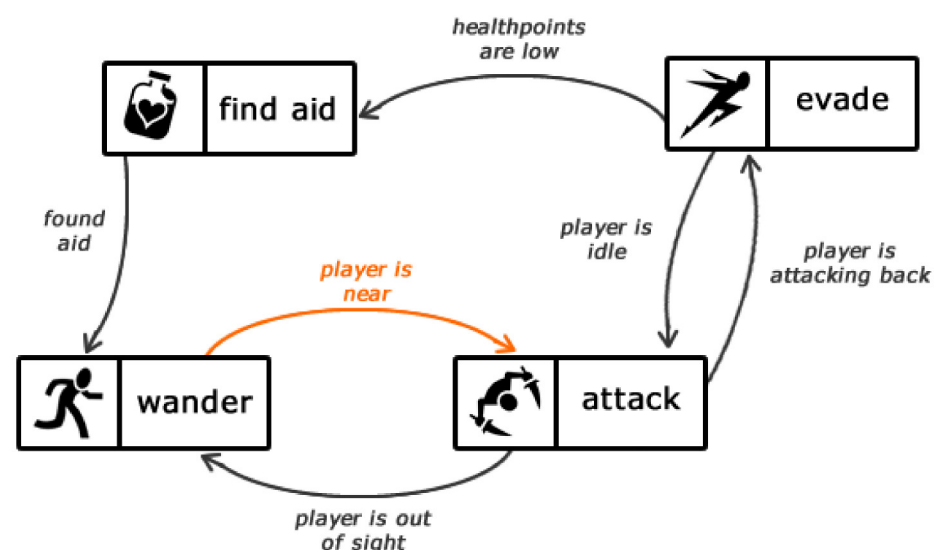 healthpoints
are low
find aid
evade
found
aid
player is
idle
player is
attacking back
player is
near
wander
attack
player is out
of sight